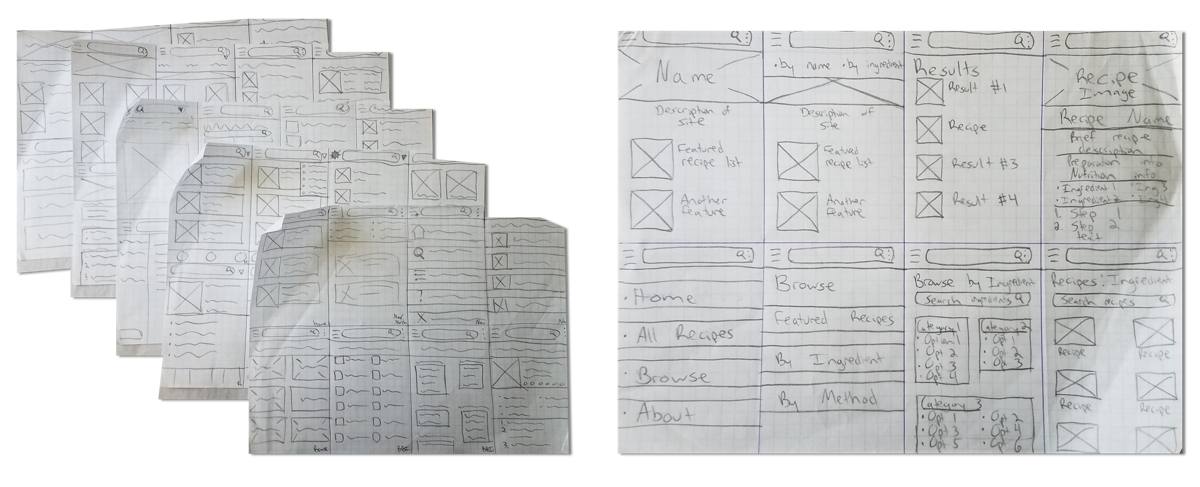 Home
Name
Description of
site
Featured
recipe list
Another
Feature
• by name • by ingredient
Description of
site
Featured
recipe list
Another
Feature
Results
Result #1
Recipe
Result #3
Result #4
Recipe
Image
Recipe Name
Brief recipe
description
Preparation info
Nutrition info
• Ingredient 1 • Ing 3
• Ingredient 2
1. Step 1
2. Step 2
text
• Home
• All Recipes
• Browse
• About
Browse
Featured Recipes
By Ingredient
By Method
Browse by Ingredient
Search ingredients
Category 1
• Option 1
• Opt 2
• Opt 3
• Opt 4
Category 2
• Opt 1
• Opt 2
• Opt 3
Category 3
• Opt 1 • Opt 2
• Opt 3 • Opt 4
• Opt 5 • Opt 6
Recipes: Ingredient
Search recipes
Recipe Recipe
Recipe Recipe